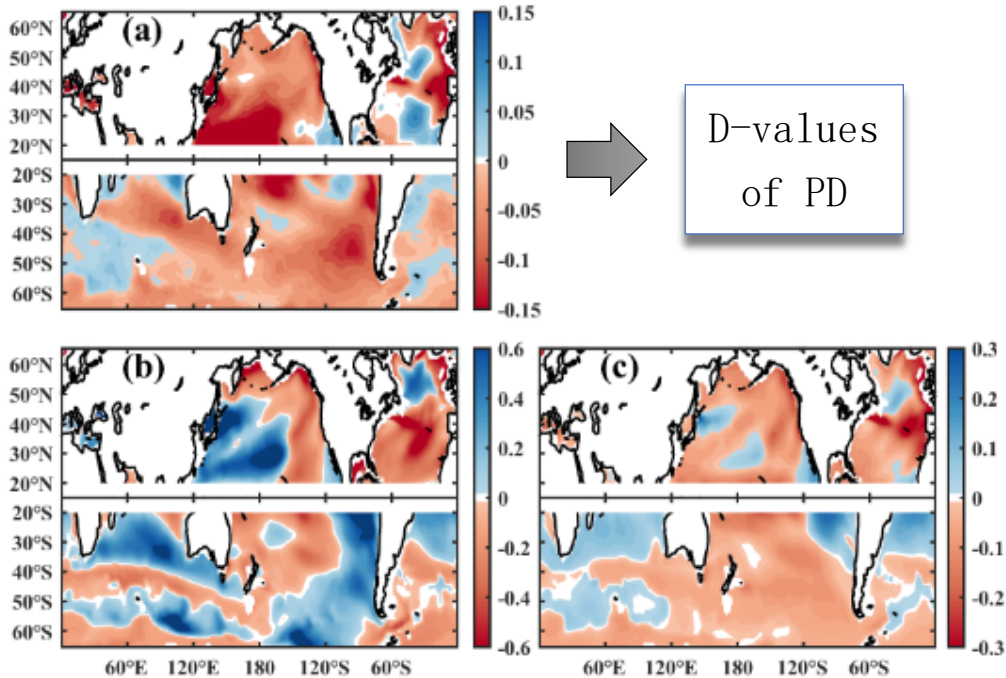 (a)
60°N
50°N
40°N
30°N
20°N
20°S
30°S
40°S
50°S
60°S
0.15
0.1
0.05
0
-0.05
-0.1
-0.15
D-values
of PD
(b)
60°N
50°N
40°N
30°N
20°N
20°S
30°S
40°S
50°S
60°S
60°E 120°E 180 120°S 60°S
0.6
0.4
0.2
0
-0.2
-0.4
-0.6
(c)
60°E 120°E 180 120°S 60°S
0.3
0.2
0.1
0
-0.1
-0.2
-0.3